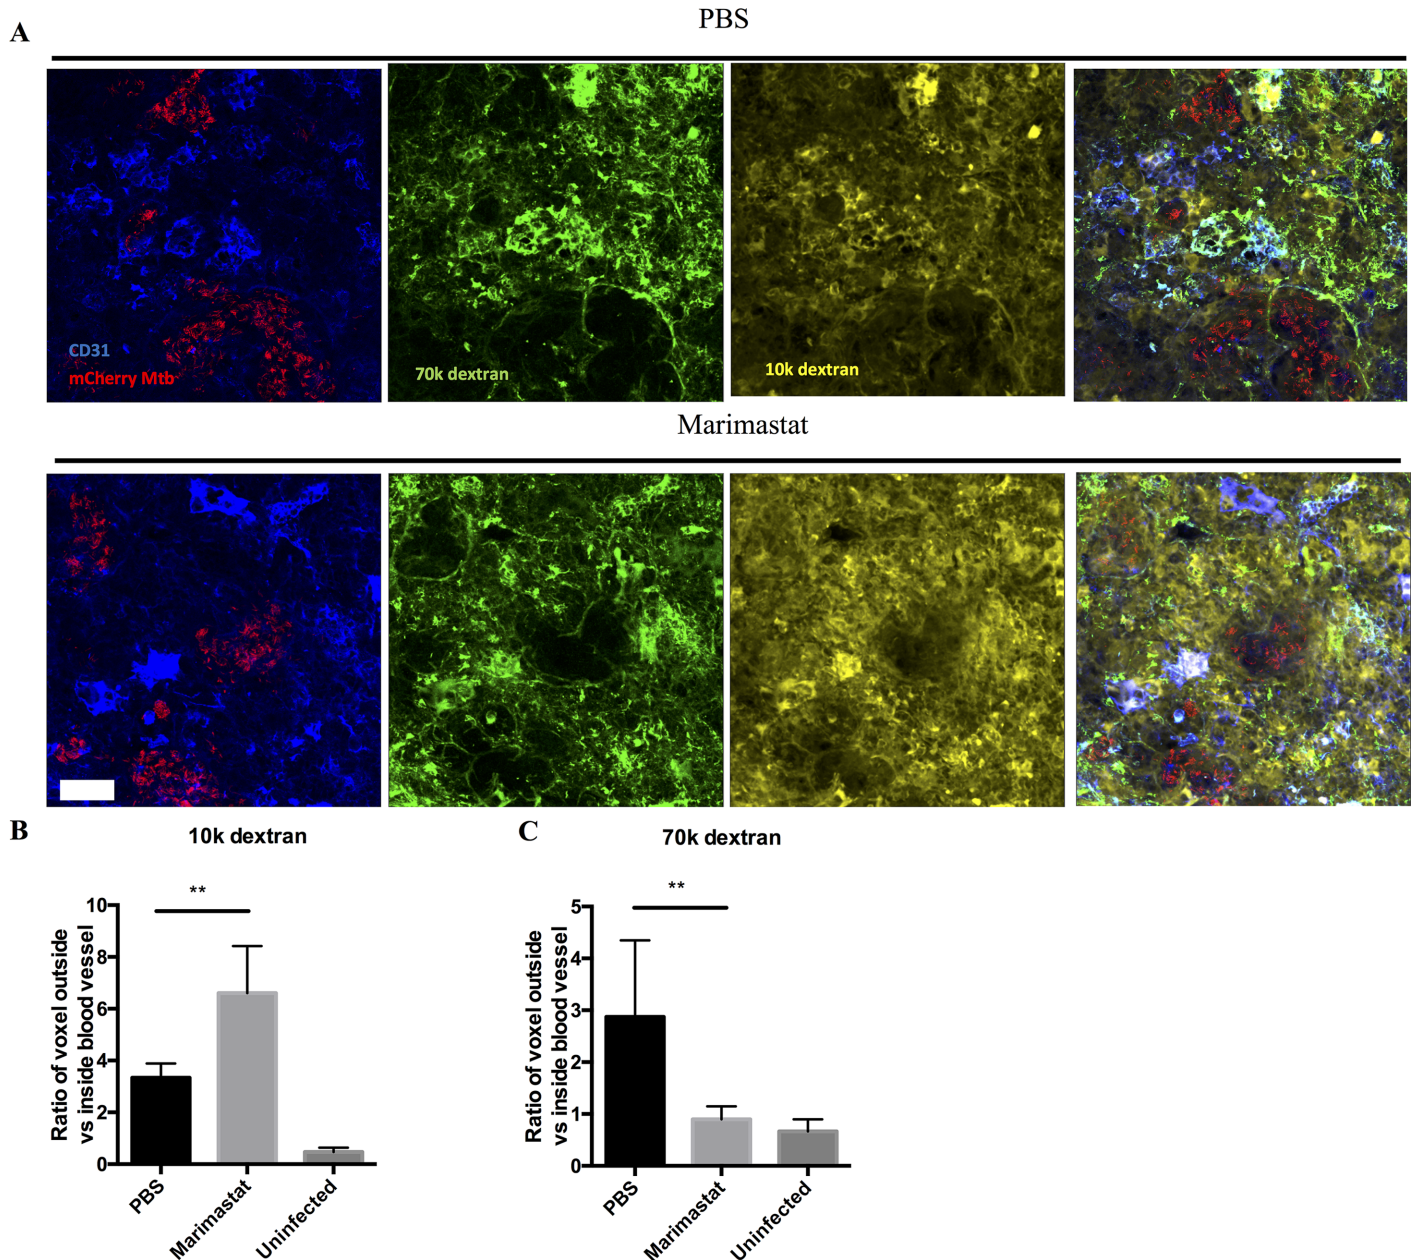 A
PBS
CD31
mCherry Mtb
70k dextran
10k dextran
Marimastat
B
10k dextran
**
10
8
6
4
2
0
Ratio of voxel outside
vs inside blood vessel
PBS
Marimastat
Uninfected
C
70k dextran
**
5
4
3
2
1
0
Ratio of voxel outside
vs inside blood vessel
PBS
Marimastat
Uninfected